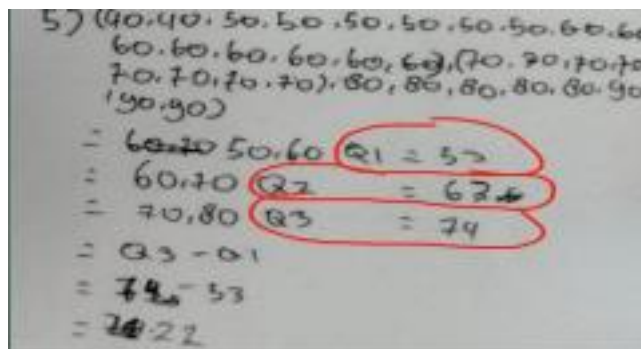 5) (40.40.50.50.50.50.50.50.60.60
60.60.60.60.60.60),(70.70.70.70
70.70.70.70).80,80,80.80.80.90
,90.90)
= 50.60 Q1 = 53
= 60.70 Q2 = 63
= 70,80 Q3 = 74
= Q3 - Q1
= 74 - 53
= 22